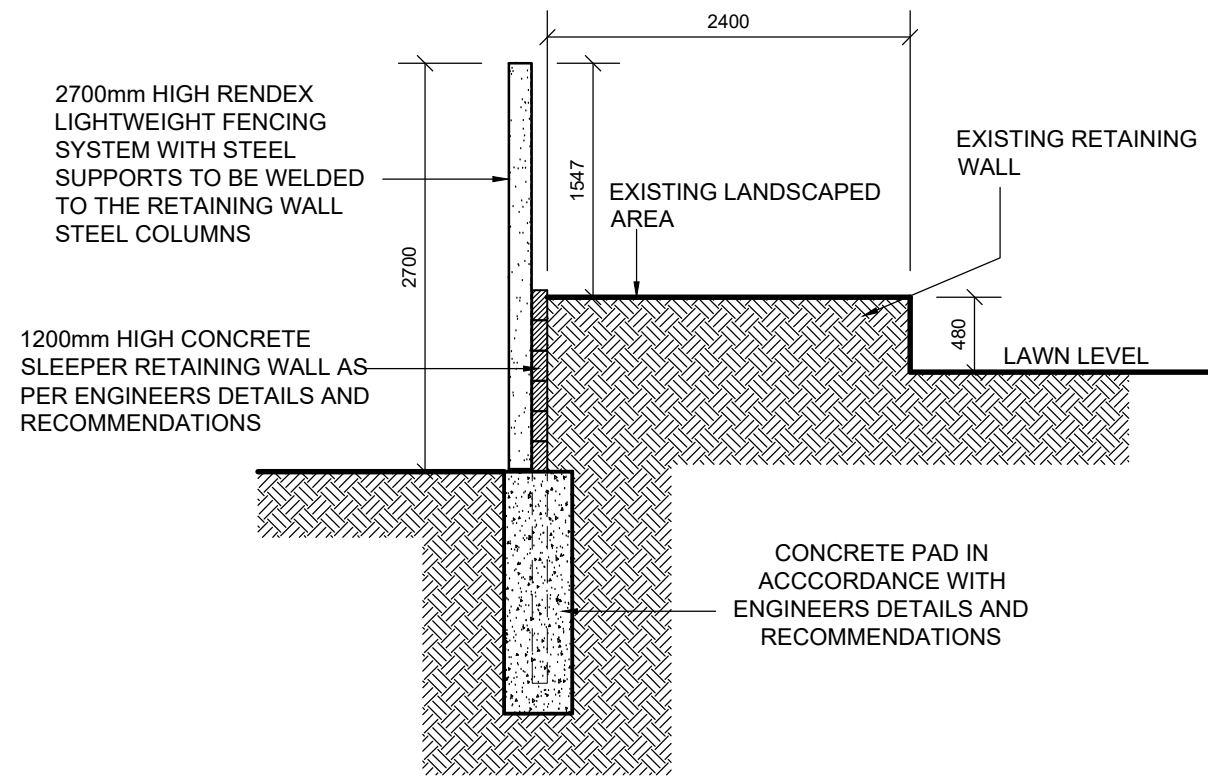 2400
2700mm HIGH RENDEX
LIGHTWEIGHT FENCING
SYSTEM WITH STEEL
SUPPORTS TO BE WELDED
TO THE RETAINING WALL
STEEL COLUMNS
2700
1547
EXISTING LANDSCAPED
AREA
EXISTING RETAINING
WALL
480
LAWN LEVEL
1200mm HIGH CONCRETE
SLEEPER RETAINING WALL AS
PER ENGINEERS DETAILS AND
RECOMMENDATIONS
CONCRETE PAD IN
ACCCORDANCE WITH
ENGINEERS DETAILS AND
RECOMMENDATIONS